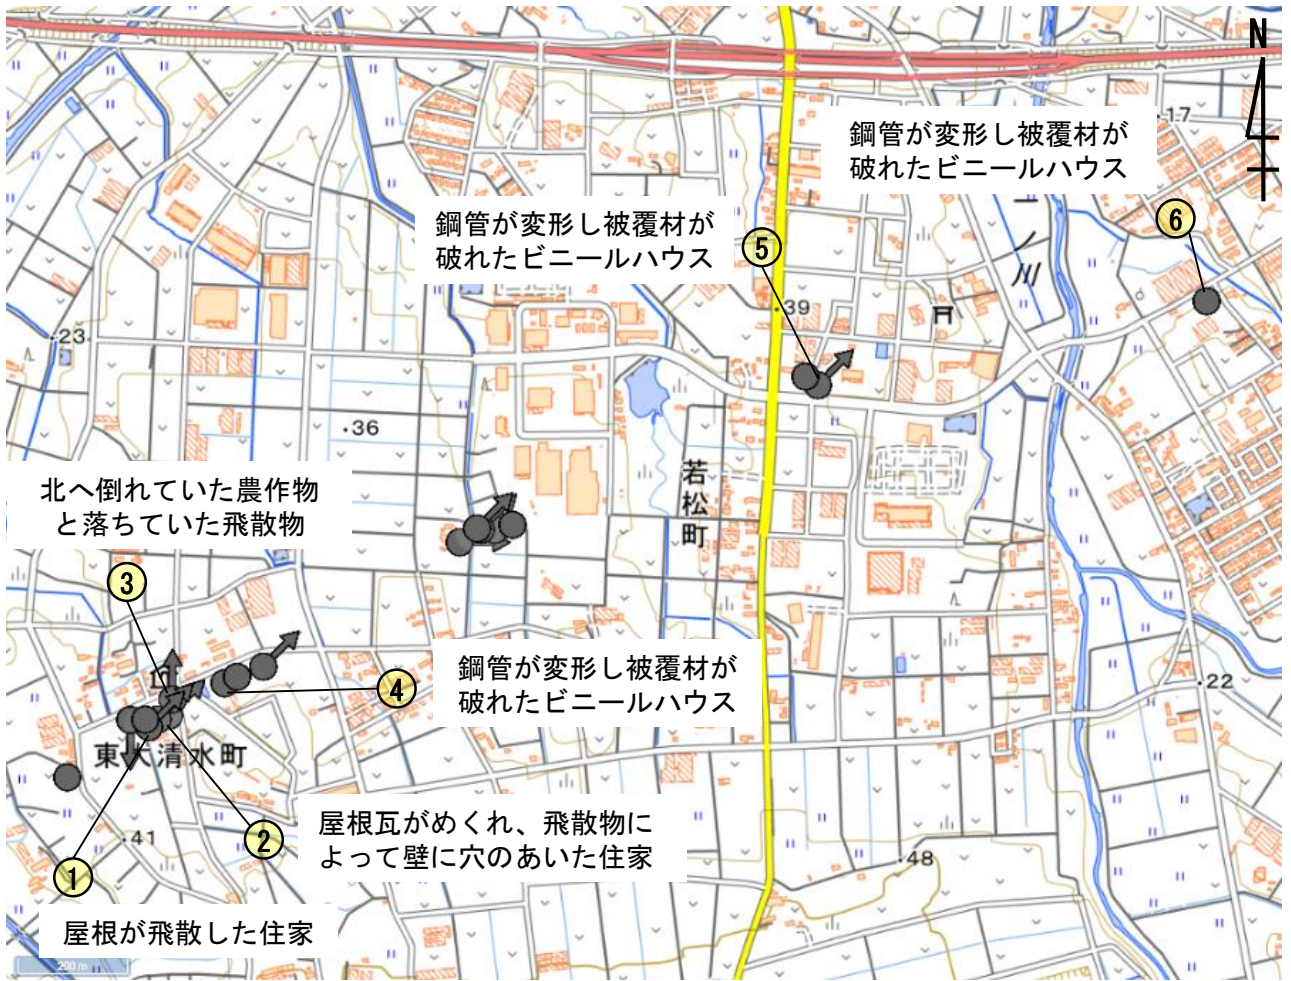 N
17
鋼管が変形し被覆材が
破れたビニールハウス
6
鋼管が変形し被覆材が
破れたビニールハウス
5
ノ川
39
23
36
若松町
北へ倒れていた農作物
と落ちていた飛散物
3
鋼管が変形し被覆材が
破れたビニールハウス
4
22
東大清水町
屋根瓦がめくれ、飛散物に
よって壁に穴のあいた住家
2
41
48
1
屋根が飛散した住家
200 m